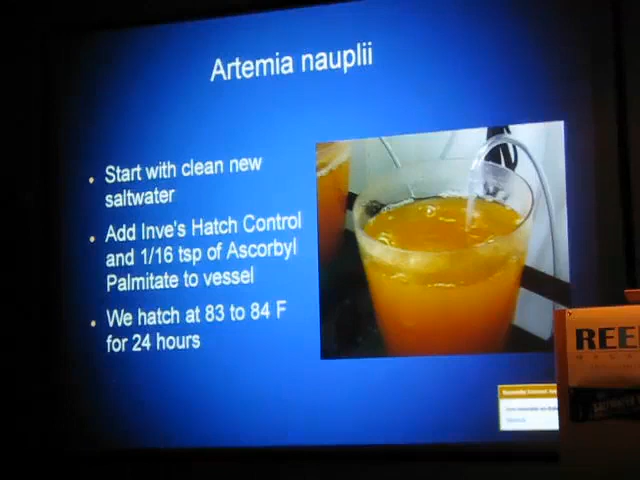 Artemia nauplii
Start with clean new
saltwater
Add Inve's Hatch Control
and 1/16 tsp of Ascorbyl
Palmitate to vessel
We hatch at 83 to 84 F
for 24 hours
REE